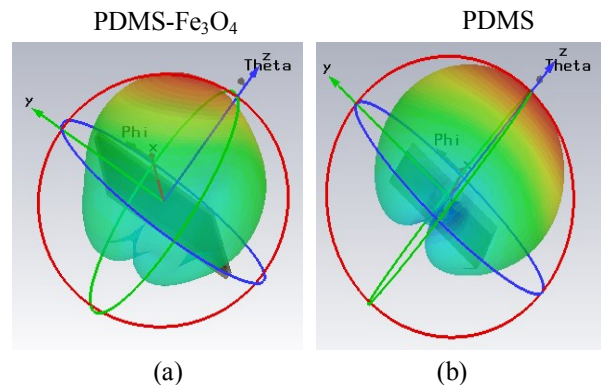 PDMS-Fe₃O₄ PDMS
z z
Theta Theta
y y
Phi Phi
x x
(a) (b)